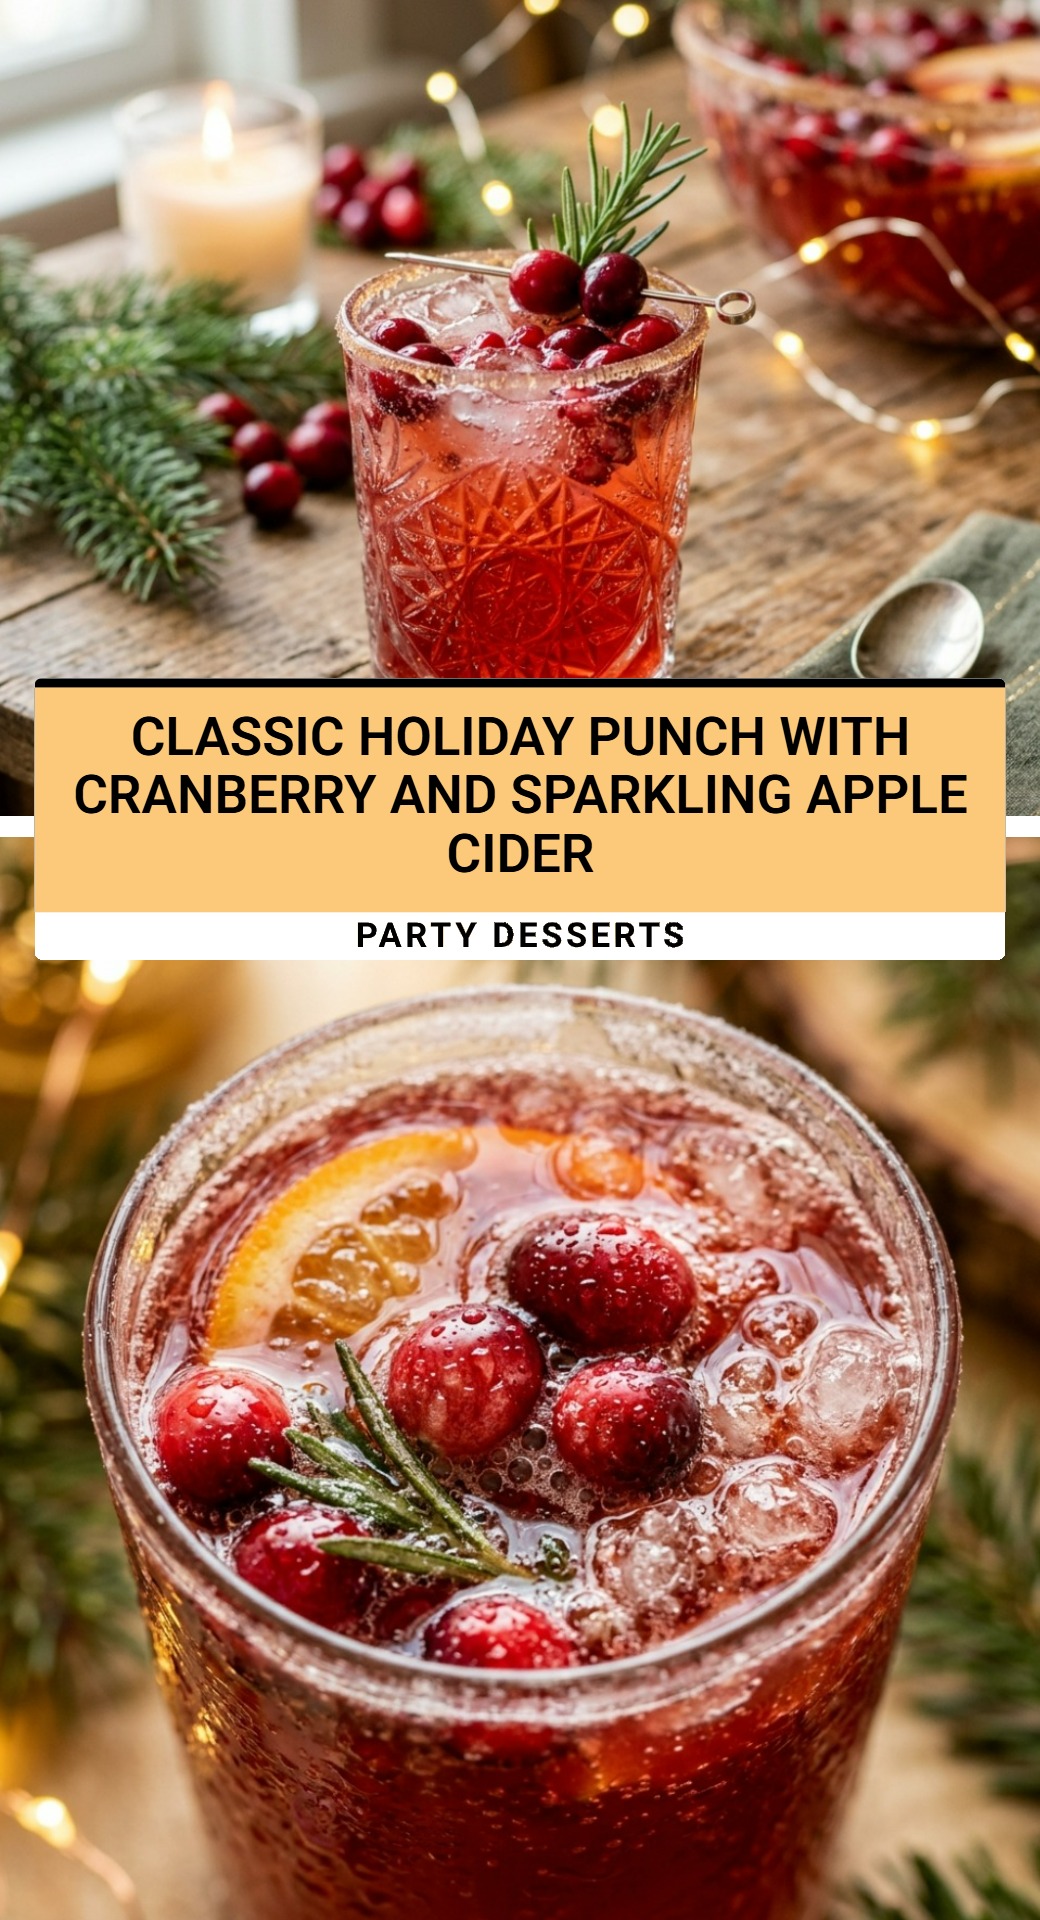 CLASSIC HOLIDAY PUNCH WITH
CRANBERRY AND SPARKLING APPLE
CIDER
PARTY DESSERTS